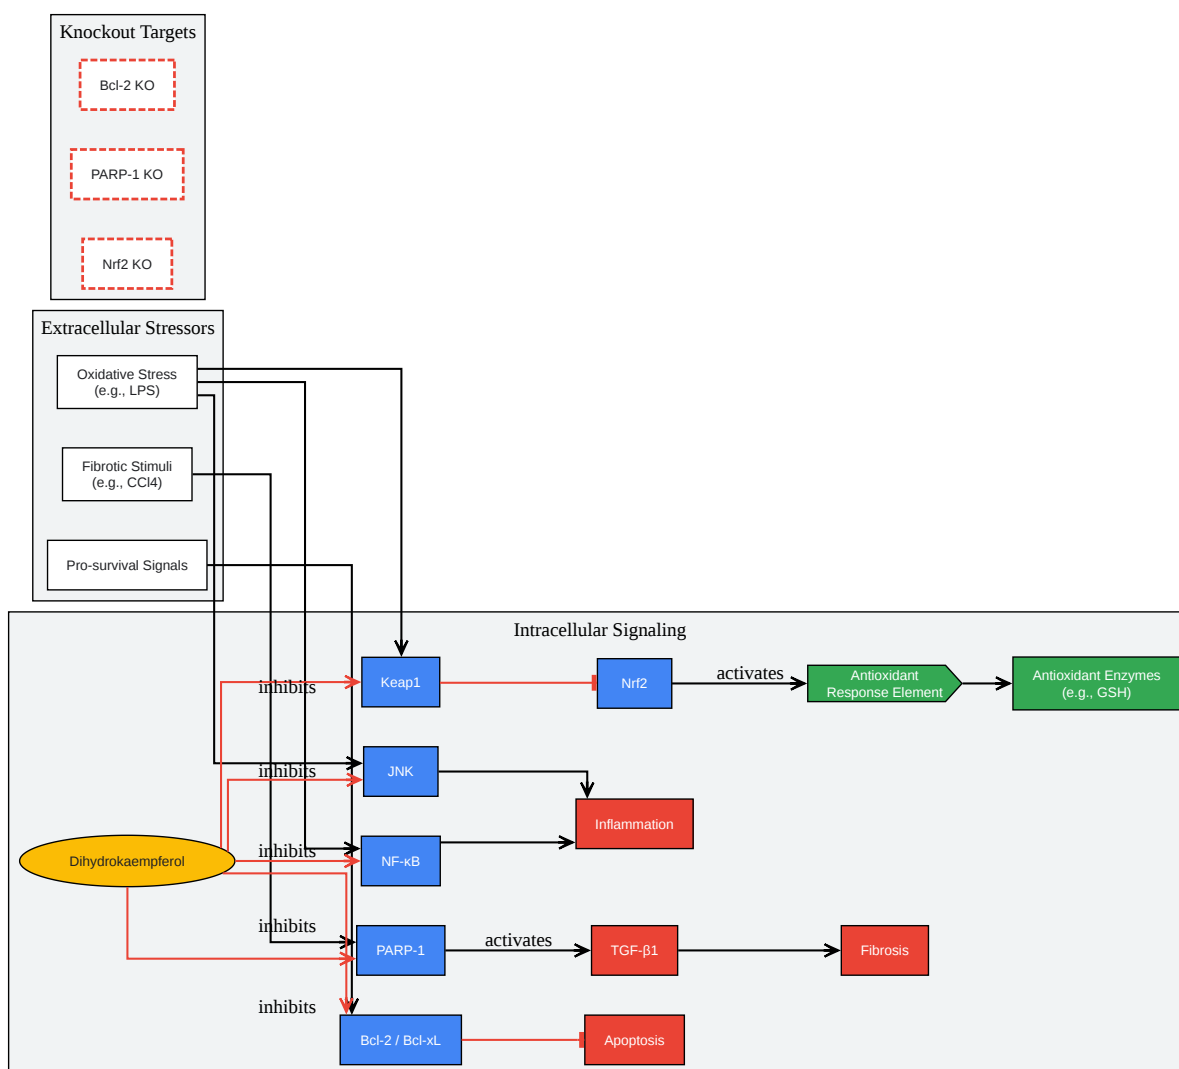 Knockout Targets
Bcl-2 KO
PARP-1 KO
Nrf2 KO
Extracellular Stressors
Oxidative Stress
(e.g., LPS)
Fibrotic Stimuli
(e.g., CCl4)
Pro-survival Signals
Intracellular Signaling
inhibits
Keap1
Nrf2
activates
Antioxidant
Response Element
Antioxidant Enzymes
(e.g., GSH)
inhibits
JNK
Inflammation
inhibits
NF-κB
Dihydrokaempferol
inhibits
PARP-1
activates
TGF-β1
Fibrosis
inhibits
Bcl-2 / Bcl-xL
Apoptosis